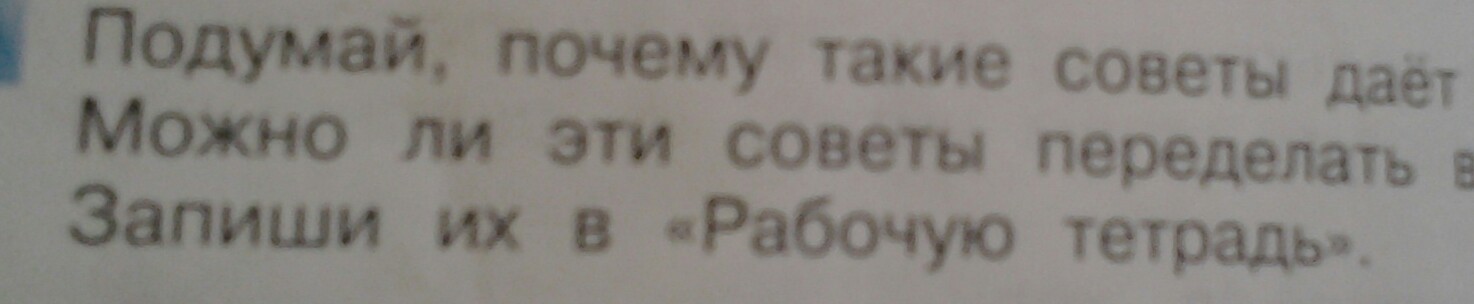 Подумай, почему такие советы даёт
Можно ли эти советы переделать в
Запиши их в «Рабочую тетрадь».